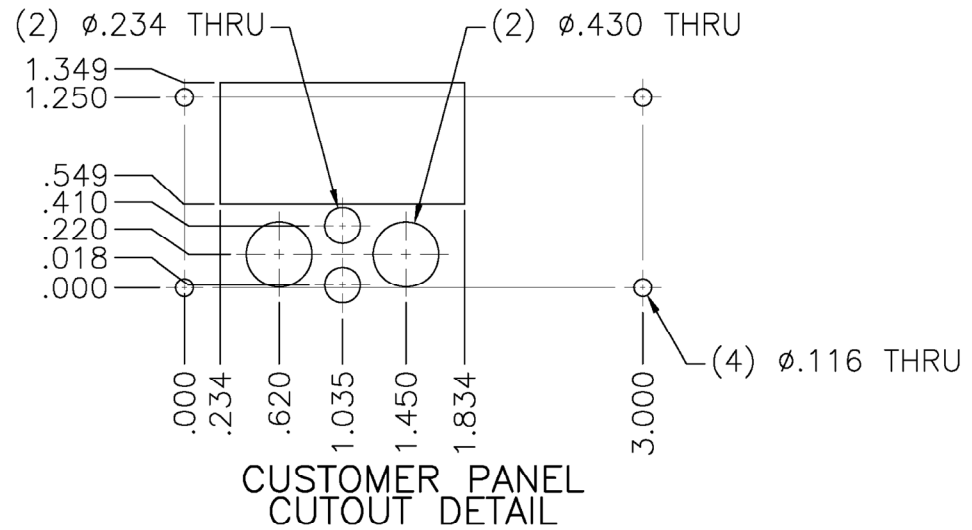 (2) ø.234 THRU
(2) ø.430 THRU
1.349
1.250
.549
.410
.220
.018
.000
(4) ø.116 THRU
.000
.234
.620
1.035
1.450
1.834
3.000
CUSTOMER PANEL
CUTOUT DETAIL